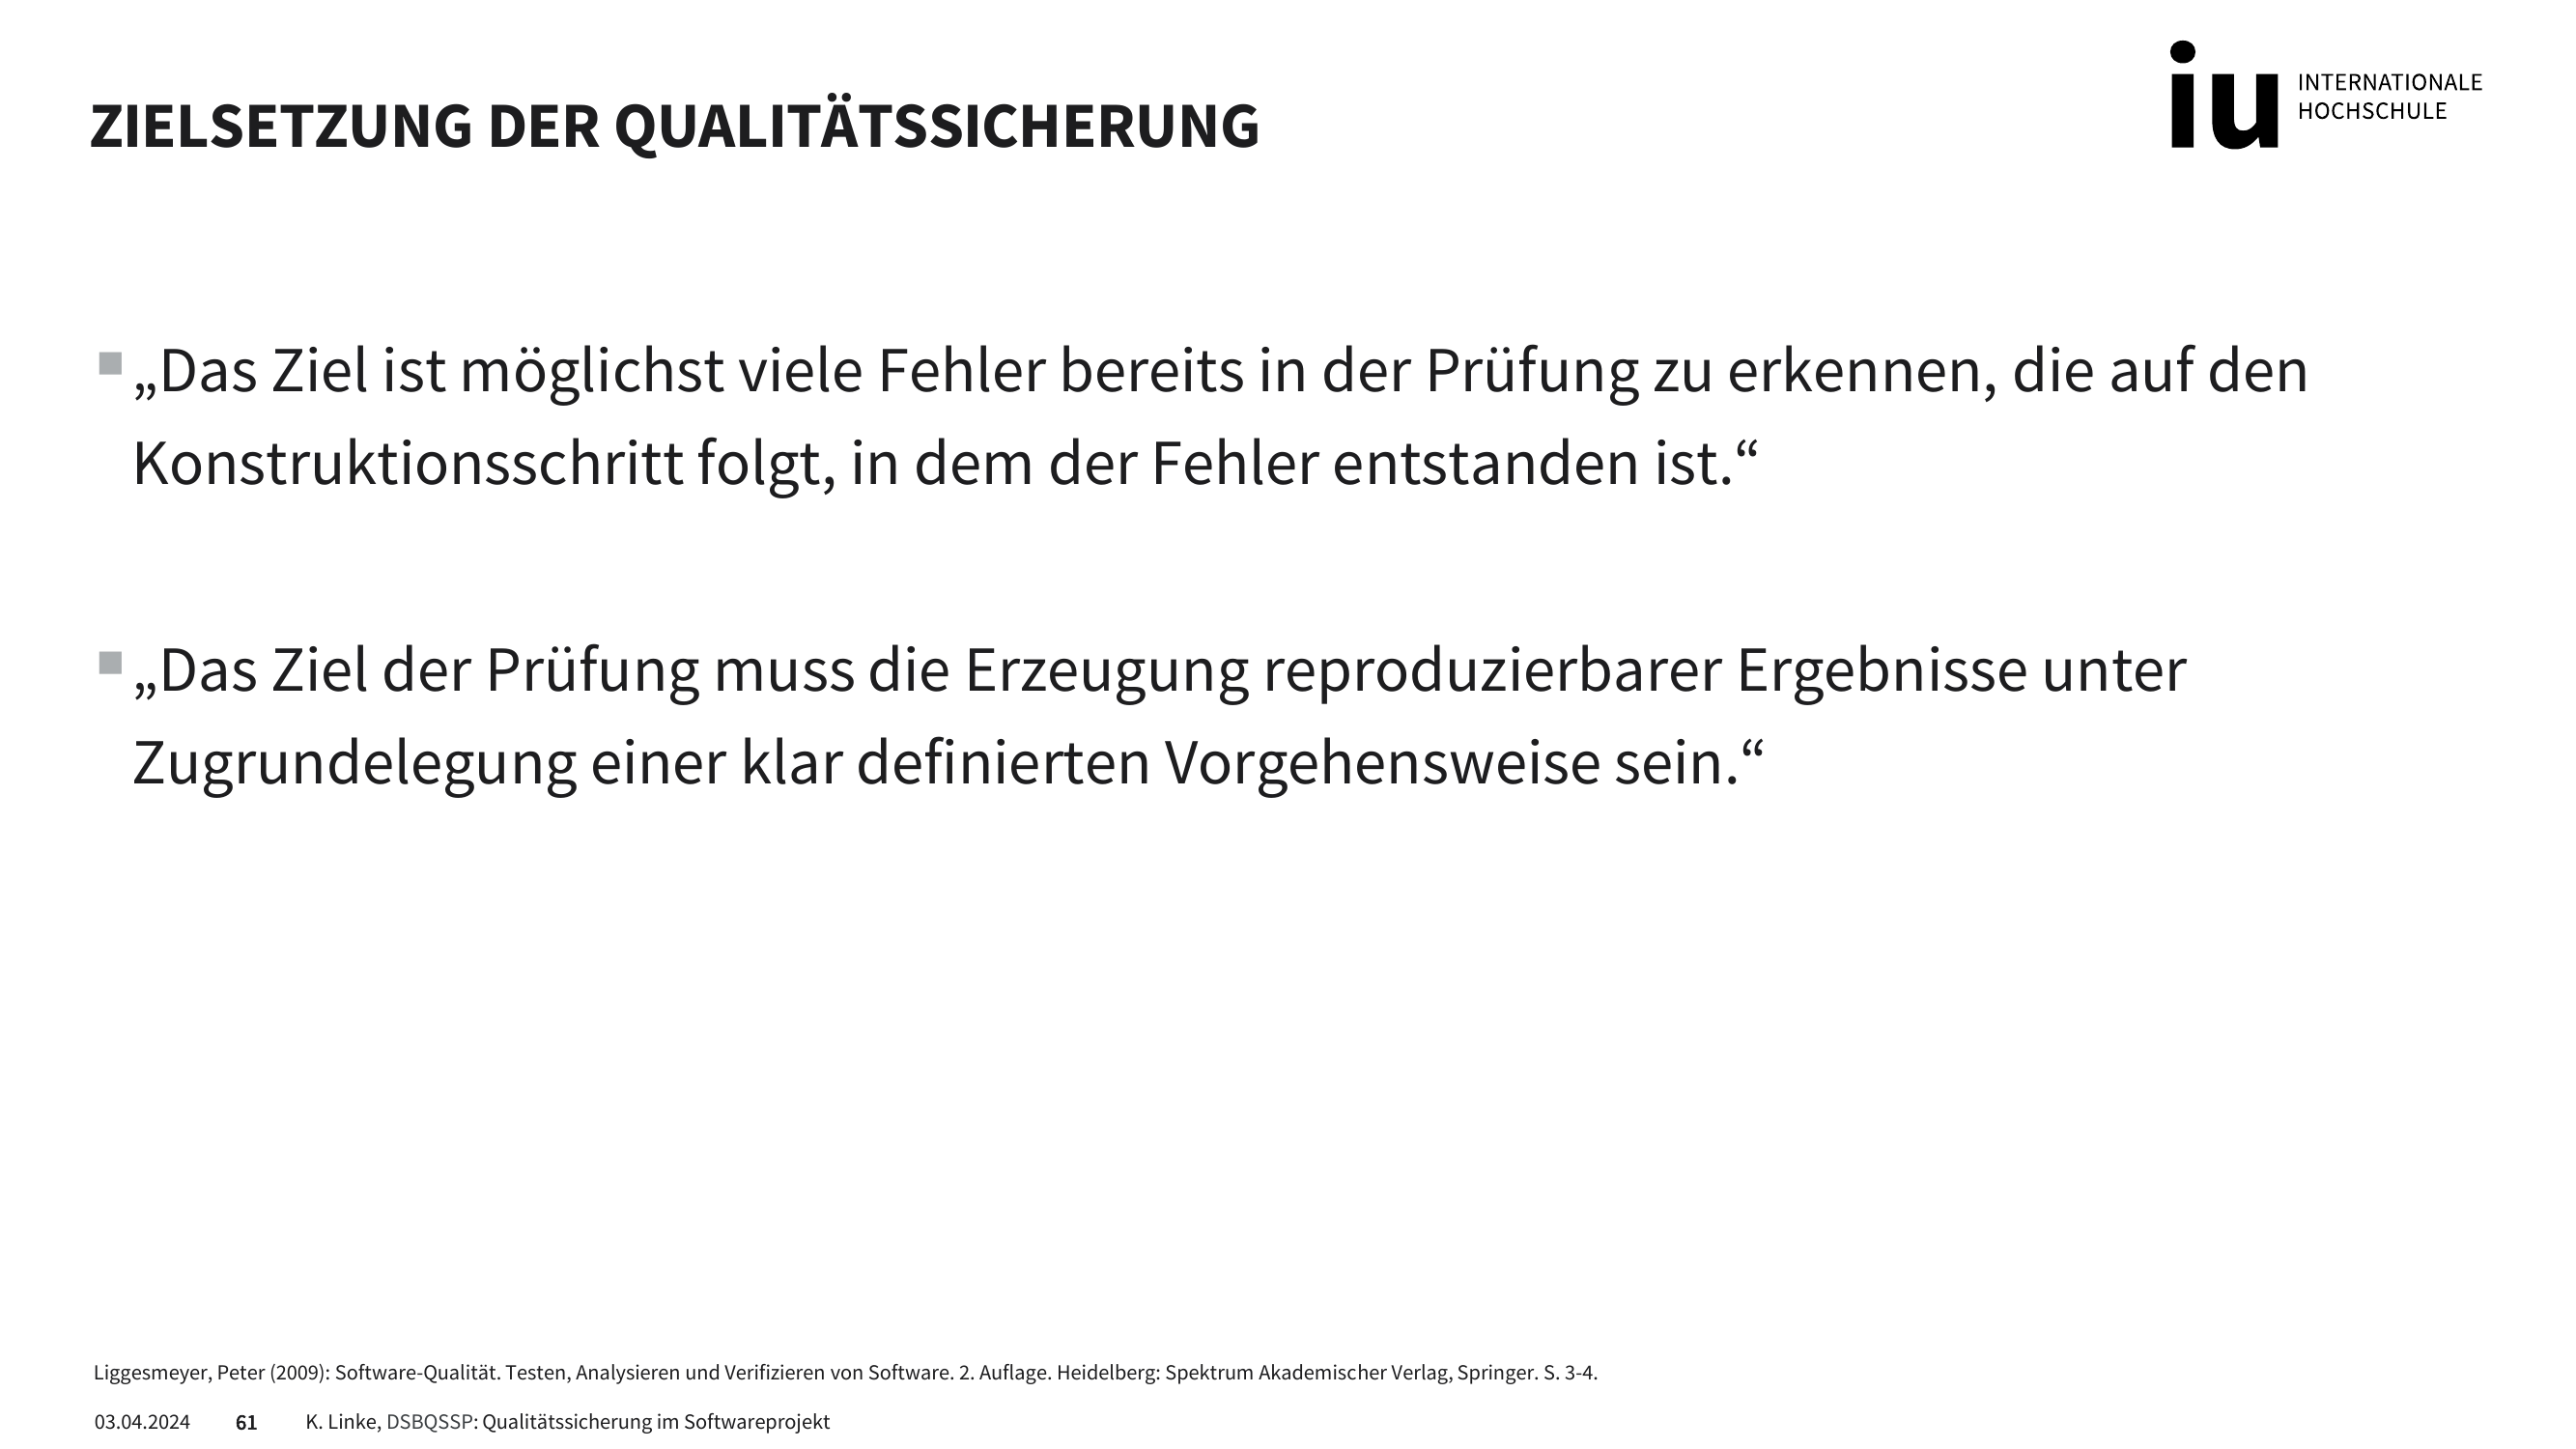 ZIELSETZUNG DER QUALITÄTSSICHERUNG
iu INTERNATIONALE
HOCHSCHULE
„Das Ziel ist möglichst viele Fehler bereits in der Prüfung zu erkennen, die auf den
Konstruktionsschritt folgt, in dem der Fehler entstanden ist.“
„Das Ziel der Prüfung muss die Erzeugung reproduzierbarer Ergebnisse unter
Zugrundelegung einer klar definierten Vorgehensweise sein.“
Liggesmeyer, Peter (2009): Software-Qualität. Testen, Analysieren und Verifizieren von Software. 2. Auflage. Heidelberg: Spektrum Akademischer Verlag, Springer. S. 3-4.
03.04.2024 61 K. Linke, DSBQSSP: Qualitätssicherung im Softwareprojekt